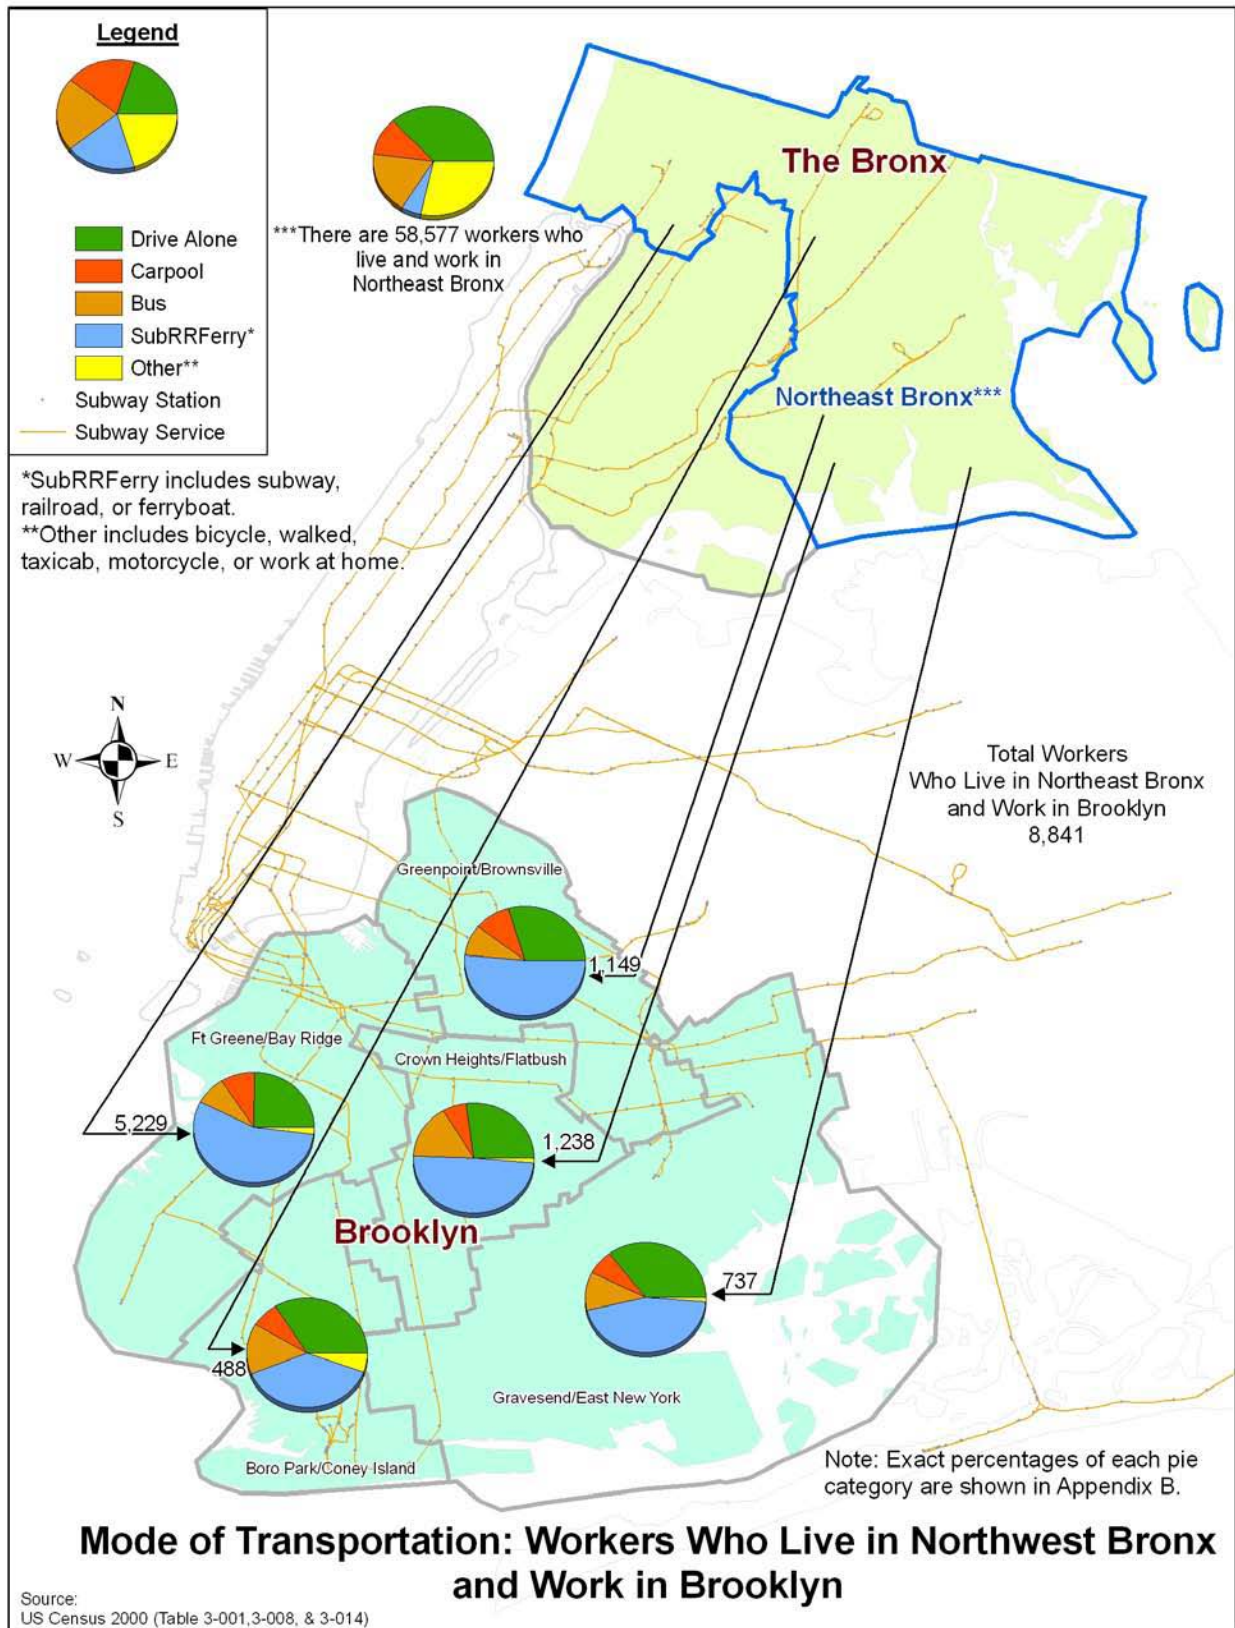 Legend
Drive Alone
Carpool
Bus
SubRRFerry*
Other**
Subway Station
Subway Service
*SubRRFerry includes subway,
railroad, or ferryboat.
**Other includes bicycle, walked,
taxicab, motorcycle, or work at home.
***There are 58,577 workers who
live and work in
Northeast Bronx
The Bronx
Northeast Bronx***
N
W
E
S
Total Workers
Who Live in Northeast Bronx
and Work in Brooklyn
8,841
Greenpoint/Brownsville
1,149
Ft Greene/Bay Ridge
Crown Heights/Flatbush
5,229
1,238
Brooklyn
737
488
Gravesend/East New York
Boro Park/Coney Island
Note: Exact percentages of each pie
category are shown in Appendix B.
Mode of Transportation: Workers Who Live in Northwest Bronx
and Work in Brooklyn
Source:
US Census 2000 (Table 3-001,3-008, & 3-014)